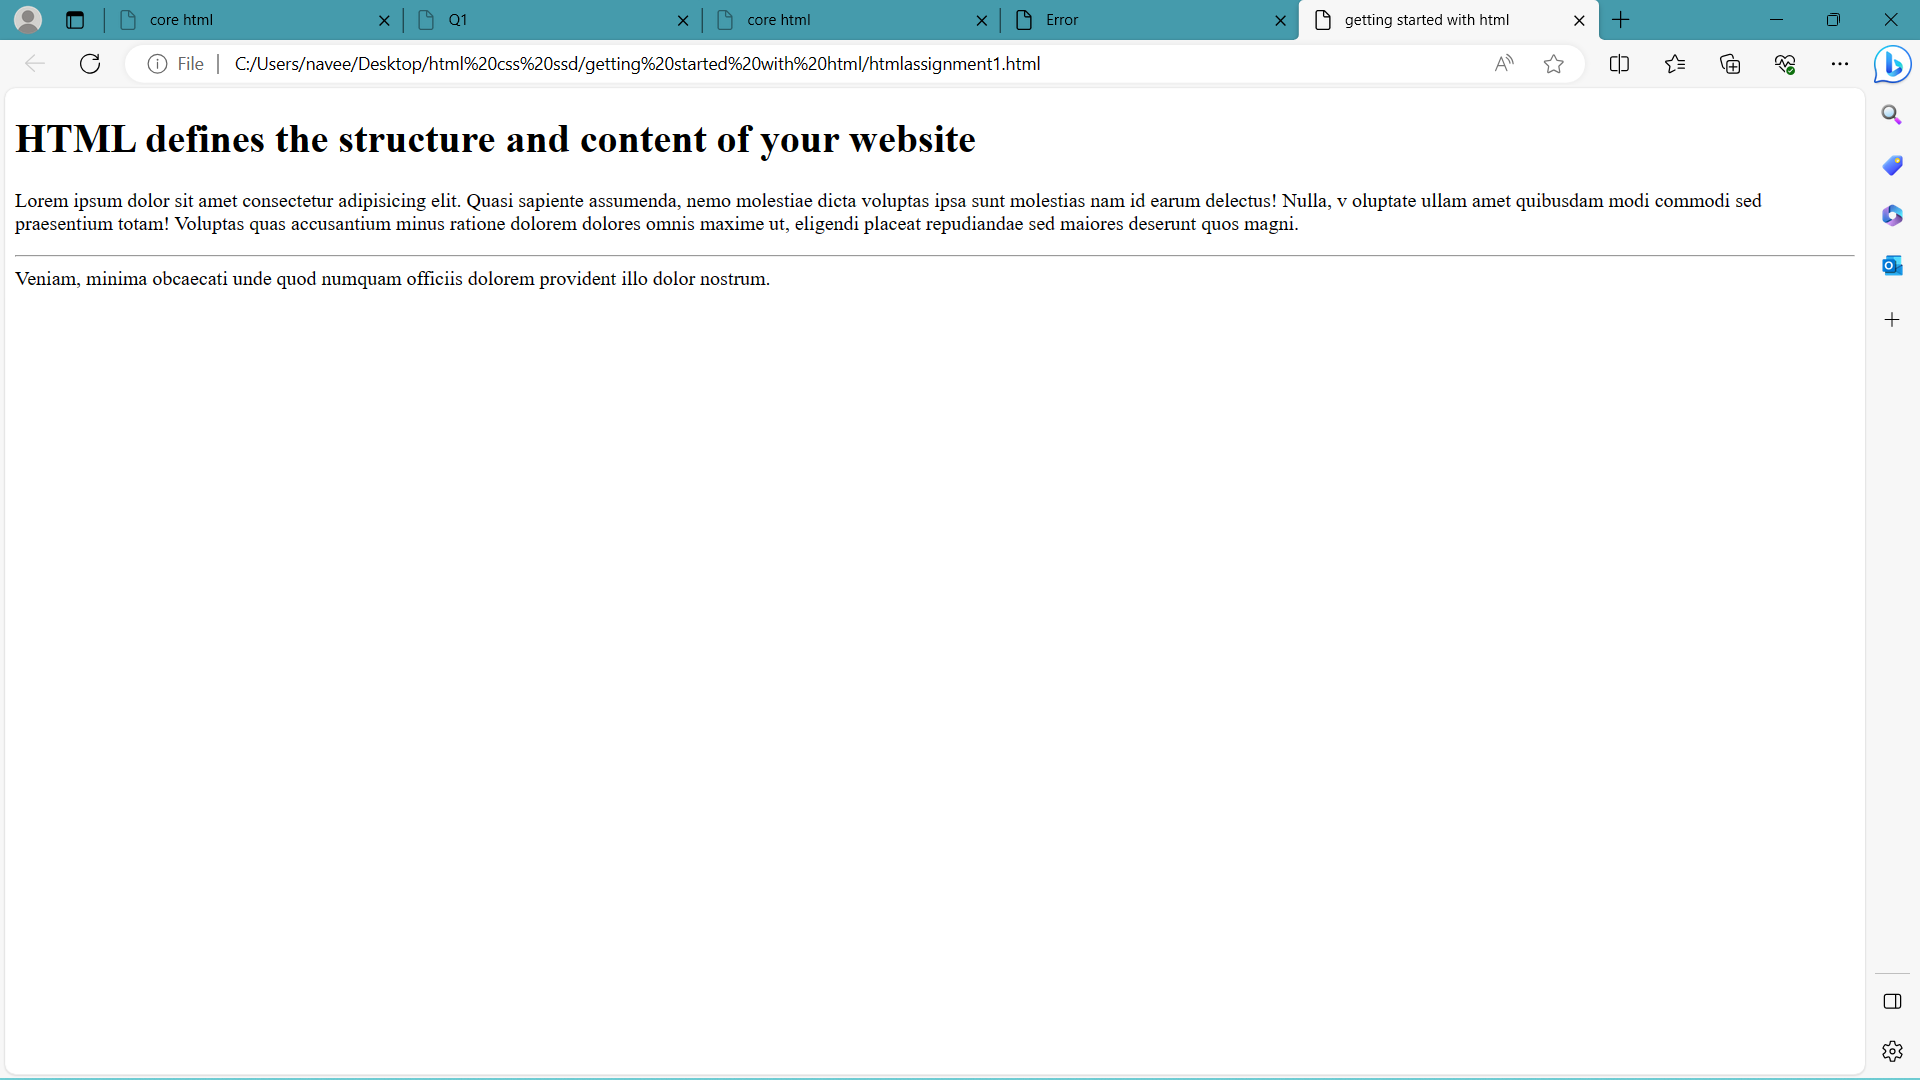 core html
Q1
core html
Error
getting started with html
File
C:/Users/navee/Desktop/html%20css%20ssd/getting%20started%20with%20html/htmlassignment1.html
HTML defines the structure and content of your website
Lorem ipsum dolor sit amet consectetur adipisicing elit. Quasi sapiente assumenda, nemo molestiae dicta voluptas ipsa sunt molestias nam id earum delectus! Nulla, v oluptate ullam amet quibusdam modi commodi sed
praesentium totam! Voluptas quas accusantium minus ratione dolorem dolores omnis maxime ut, eligendi placeat repudiandae sed maiores deserunt quos magni.
Veniam, minima obcaecati unde quod numquam officiis dolorem provident illo dolor nostrum.